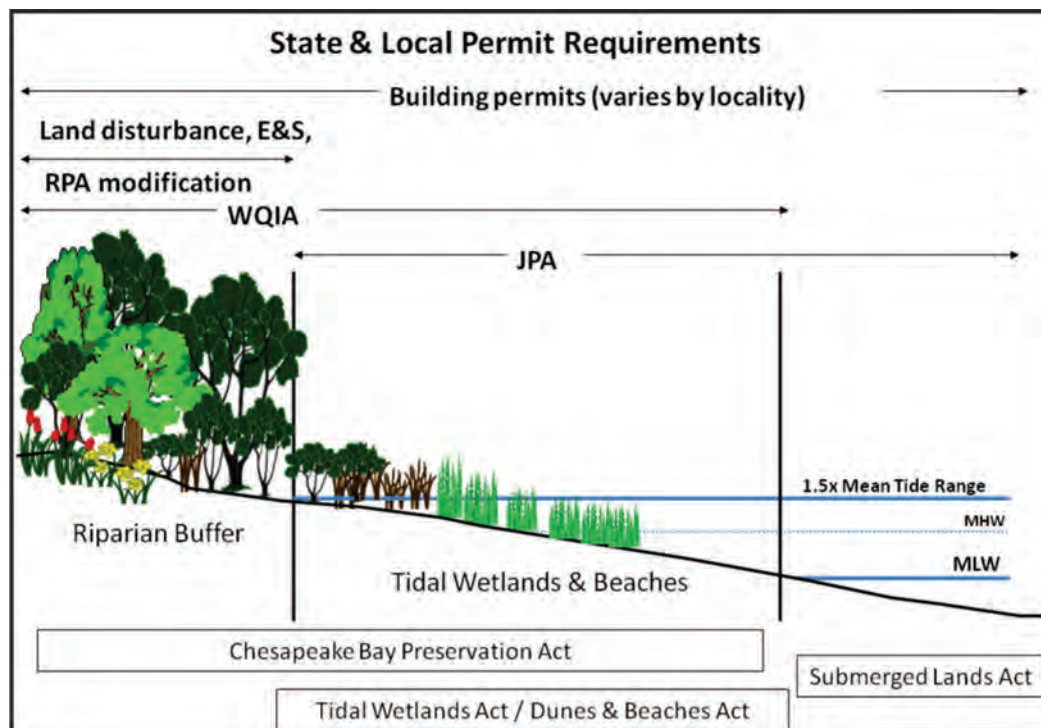 State & Local Permit Requirements
Building permits (varies by locality)
Land disturbance, E&S,
RPA modification
WQIA
JPA
1.5x Mean Tide Range
MHW
Riparian Buffer
MLW
Tidal Wetlands & Beaches
Chesapeake Bay Preservation Act
Submerged Lands Act
Tidal Wetlands Act / Dunes & Beaches Act